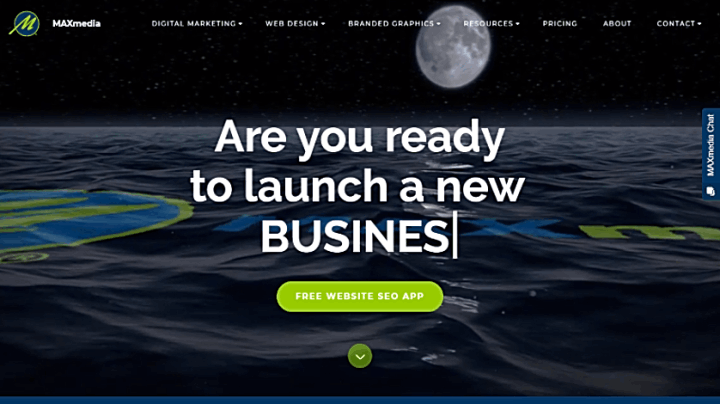 MAXmedia
DIGITAL MARKETING
WEB DESIGN
BRANDED GRAPHICS
RESOURCES
PRICING
ABOUT
CONTACT
MAXmedia Chat
Are you ready
to launch a new
BUSINES
FREE WEBSITE SEO APP